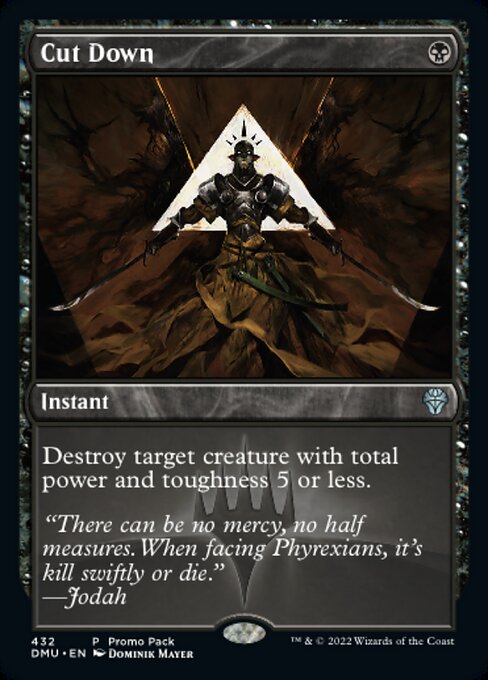 Cut Down
Instant
Destroy target creature with total
power and toughness 5 or less.
“There can be no mercy, no half
measures. When facing Phyrexians, it’s
kill swiftly or die.”
—Jodah
432 P Promo Pack
DMU • EN Dominik Mayer
™ & © 2022 Wizards of the Coast